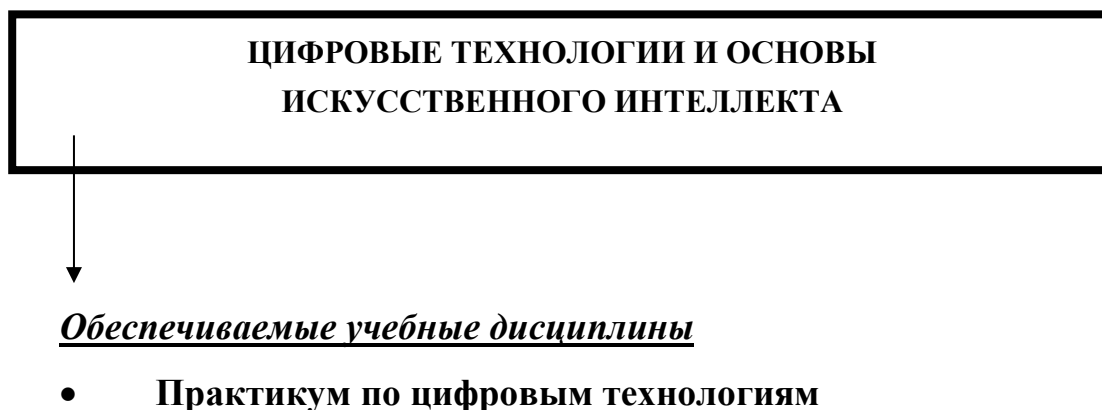 ЦИФРОВЫЕ ТЕХНОЛОГИИ И ОСНОВЫ
ИСКУССТВЕННОГО ИНТЕЛЛЕКТА
Обеспечиваемые учебные дисциплины
• Практикум по цифровым технологиям